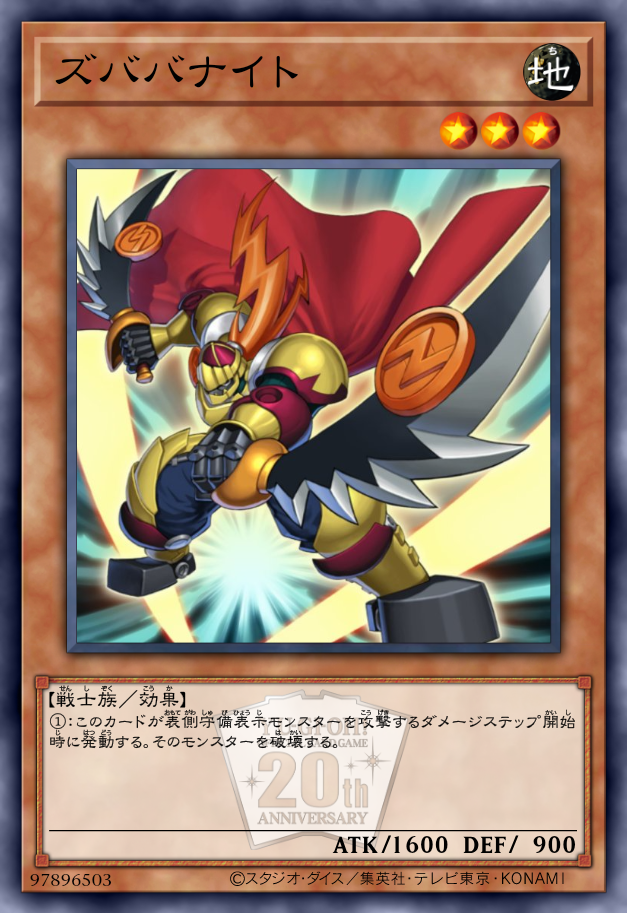 ズババナイト
地
【戦士族/効果】
①:このカードが表側守備表示モンスターを攻撃するダメージステップ開始
時に発動する。そのモンスターを破壊する。
20th
ANNIVERSARY
ATK/1600 DEF/ 900
97896503
©スタジオ・ダイス/集英社・テレビ東京・KONAMI